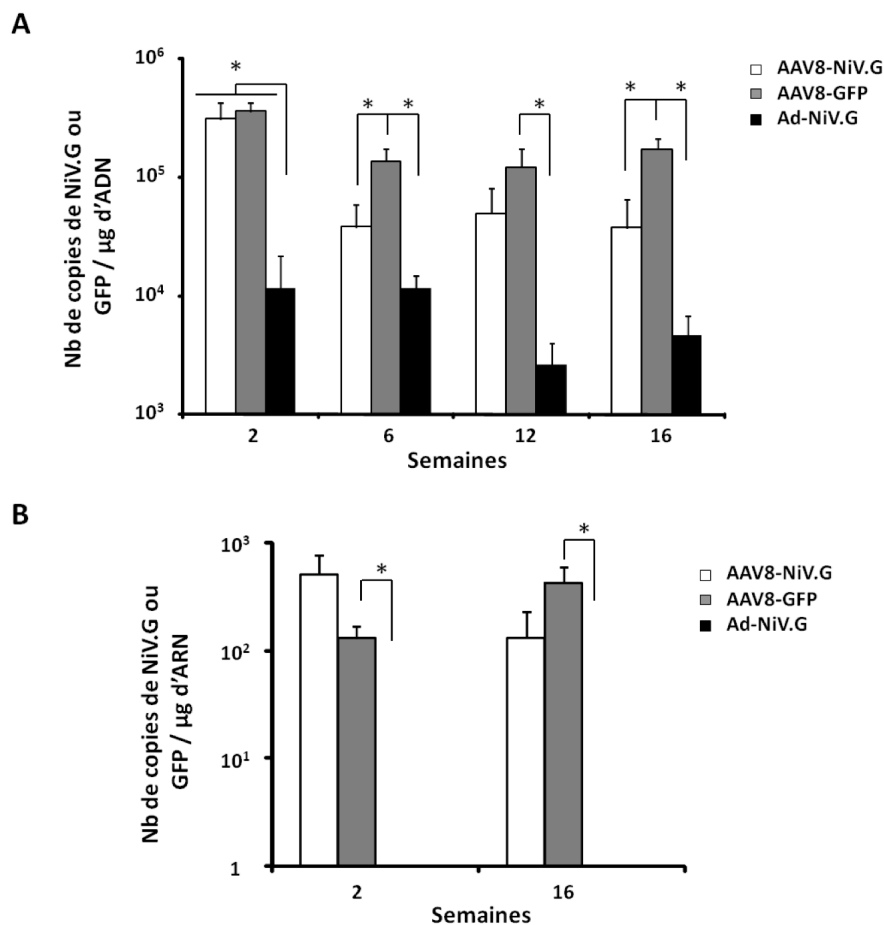 A
Nb de copies de NiV.G ou
GFP / µg d'ADN
10⁶
10⁵
10⁴
10³
*
* *
*
* *
2 6 12 16
Semaines
AAV8-NiV.G
AAV8-GFP
Ad-NiV.G
B
Nb de copies de NiV.G ou
GFP / µg d'ARN
10³
10²
10¹
1
*
*
2 16
Semaines
AAV8-NiV.G
AAV8-GFP
Ad-NiV.G